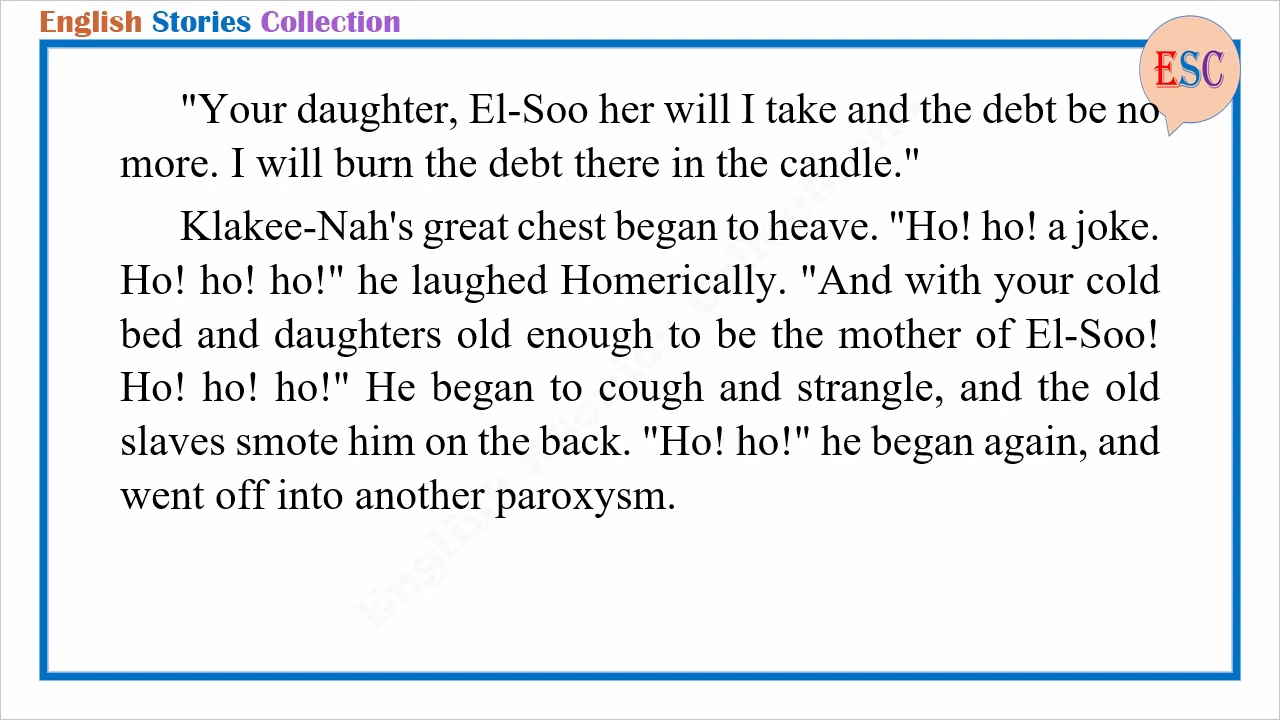 English Stories Collection
ESC
"Your daughter, El-Soo her will I take and the debt be no
more. I will burn the debt there in the candle."
Klakee-Nah's great chest began to heave. "Ho! ho! a joke.
Ho! ho! ho!" he laughed Homerically. "And with your cold
bed and daughters old enough to be the mother of El-Soo!
Ho! ho! ho!" He began to cough and strangle, and the old
slaves smote him on the back. "Ho! ho!" he began again, and
went off into another paroxysm.
English Stories Collection